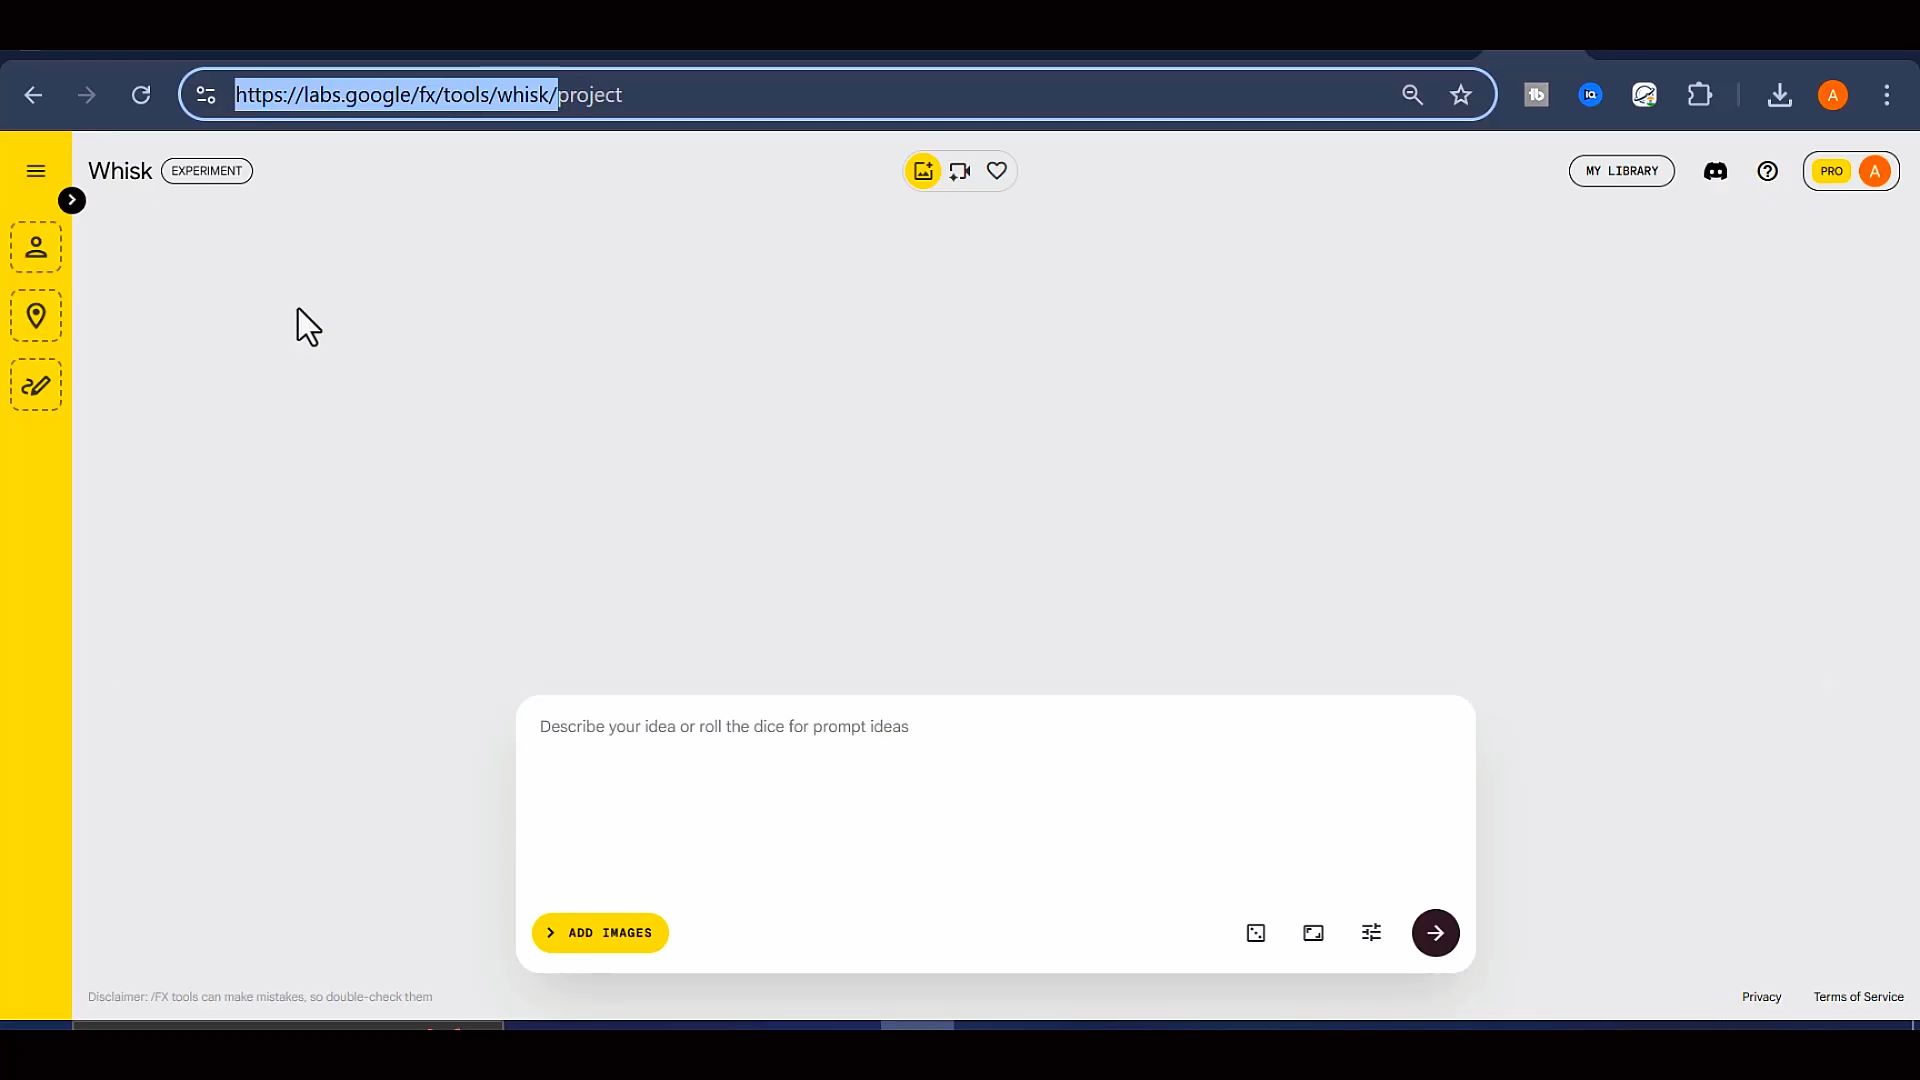 https://labs.google/fx/tools/whisk/project
A
Whisk EXPERIMENT
MY LIBRARY
PRO A
Describe your idea or roll the dice for prompt ideas
ADD IMAGES
Disclaimer: /FX tools can make mistakes, so double-check them
Privacy Terms of Service